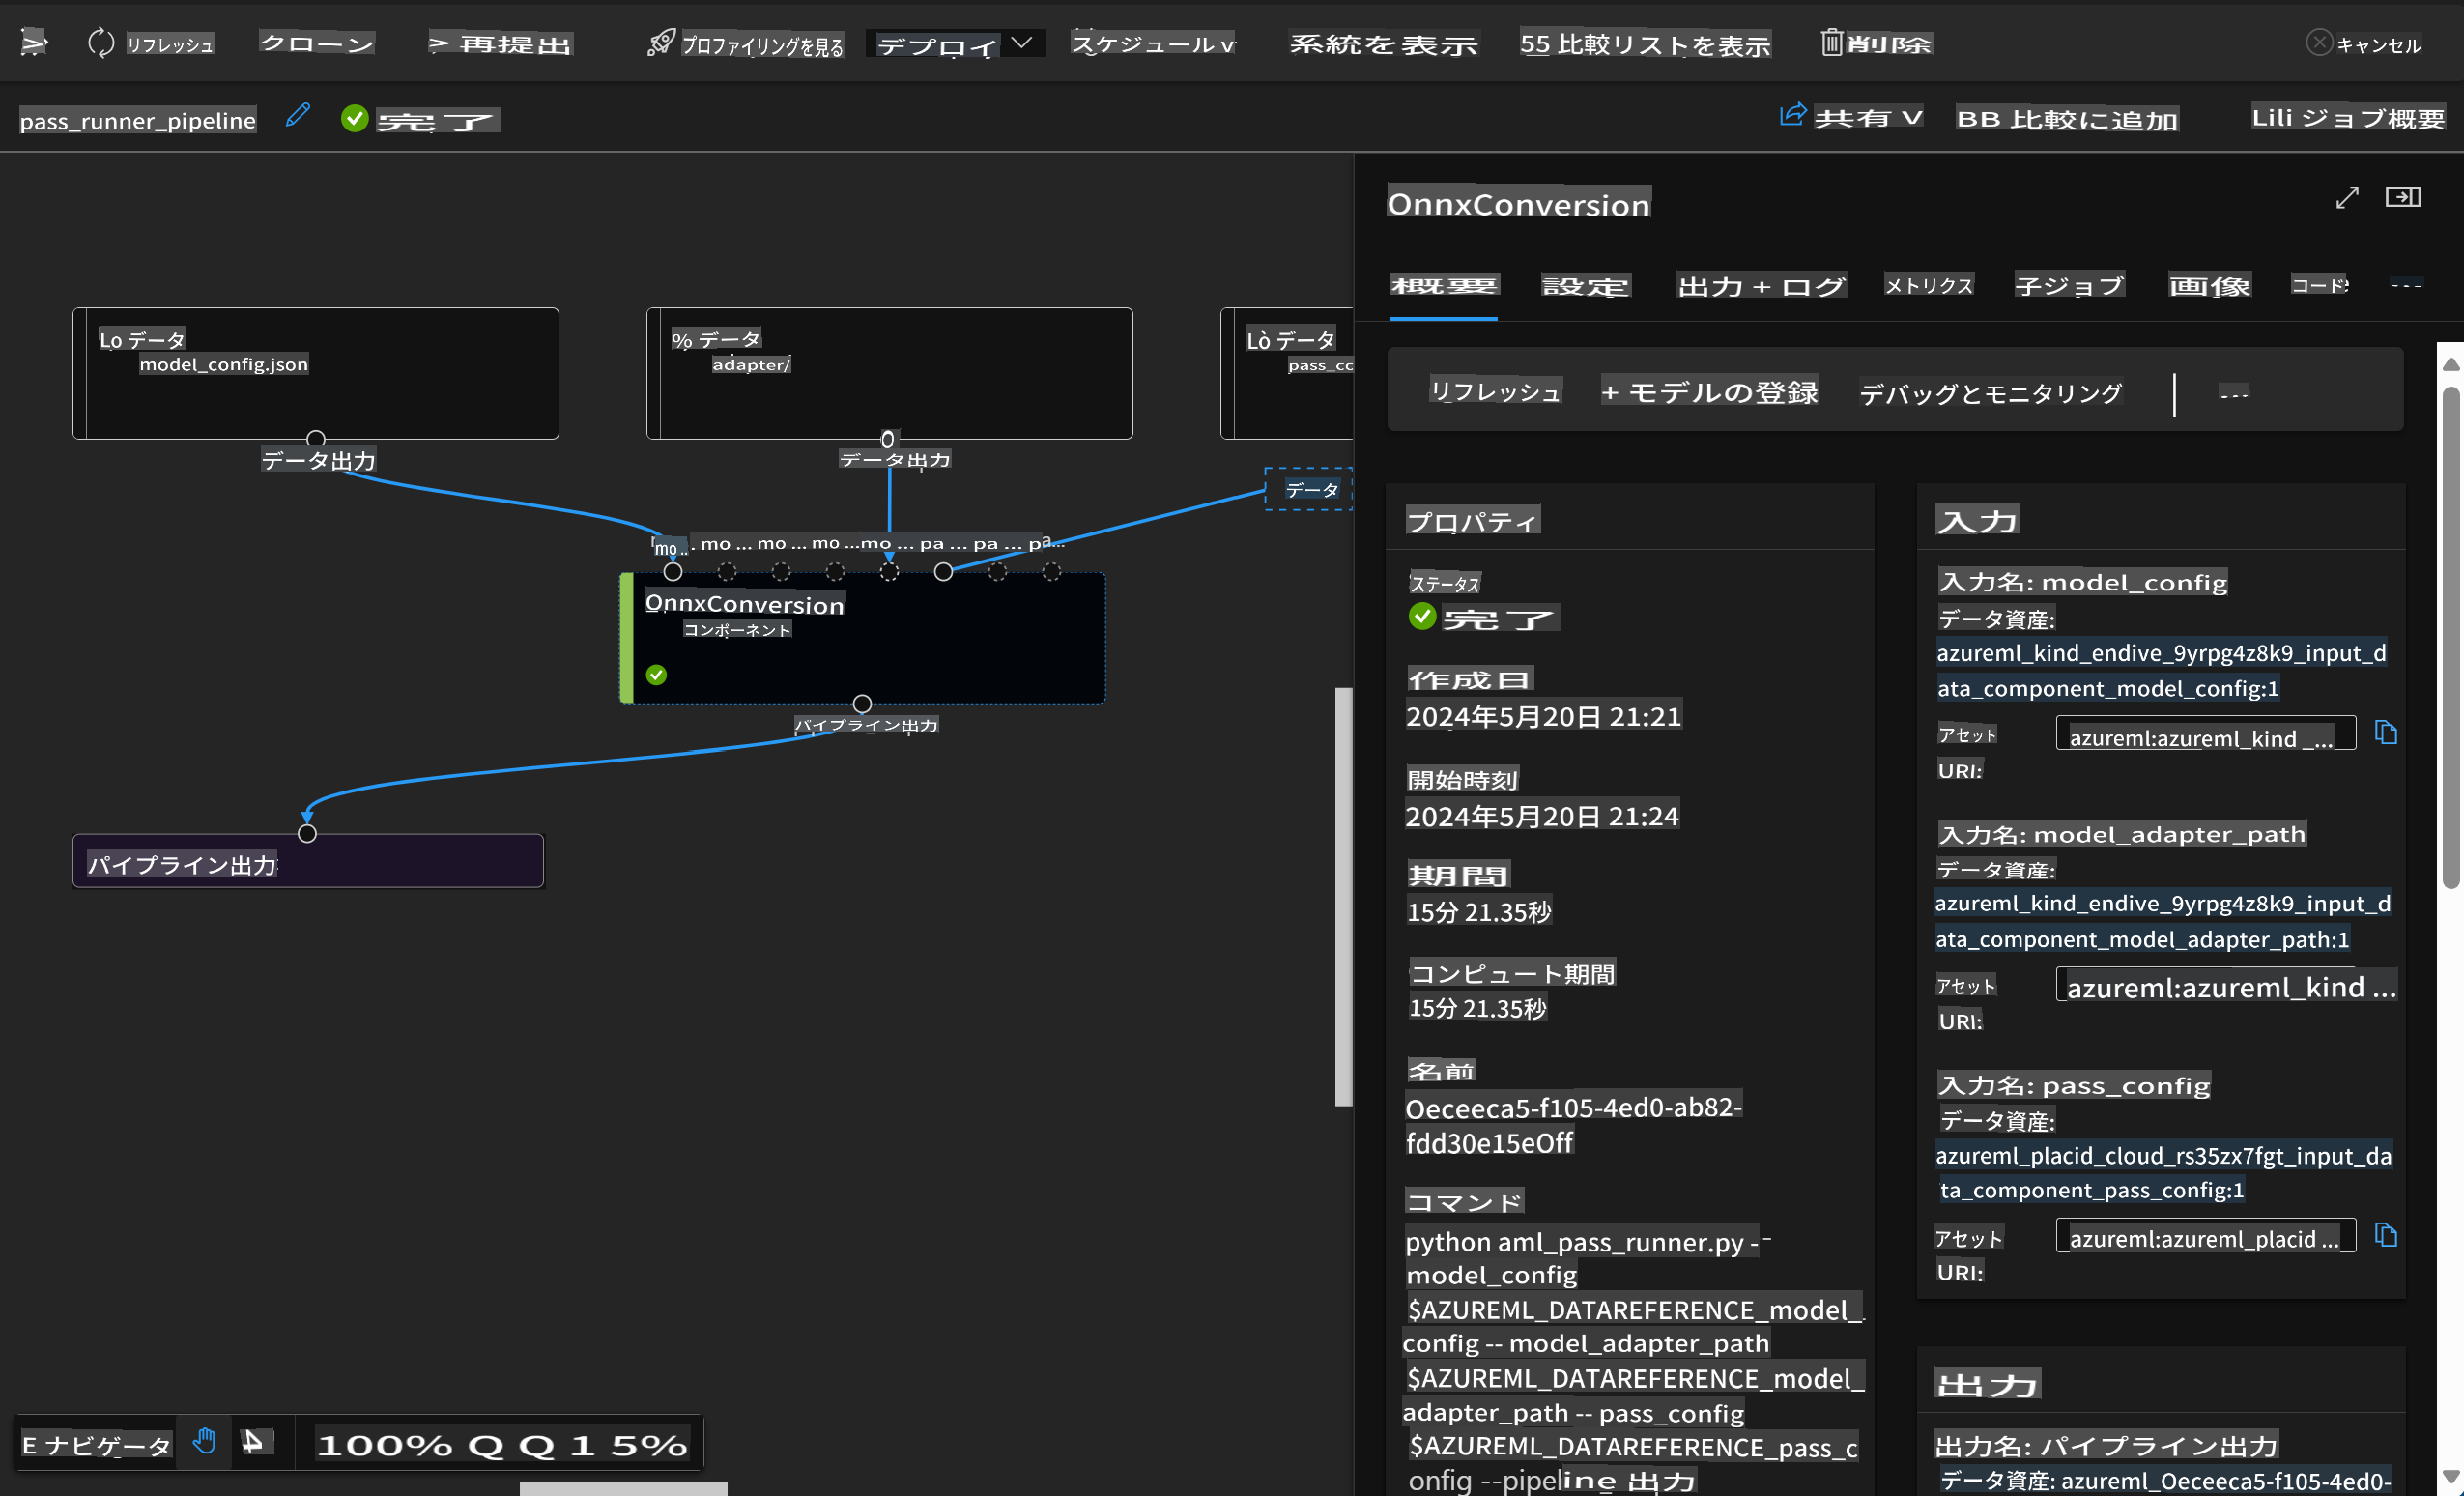 リフレッシュ
クローン
> 再提出
プロファイリングを見る
デプロイ
スケジュール v
系統を表示
55 比較リストを表示
削除
キャンセル
pass_runner_pipeline
完了
共有 V
BB 比較に追加
Lili ジョブ概要
OnnxConversion
概要
設定
出力 + ログ
メトリクス
子ジョブ
画像
コード
Lo データ
model_config.json
% データ
adapter/
Lò データ
pass_cc
データ出力
データ出力
データ
mo .. . mo ... mo ... mo ... mo ... pa ... pa ... pa...
OnnxConversion
コンポーネント
パイプライン出力
パイプライン出力
E ナビゲータ
100% Q Q 1 5%
リフレッシュ
+ モデルの登録
デバッグとモニタリング
...
プロパティ
ステータス
完了
作成日
2024年5月20日 21:21
開始時刻
2024年5月20日 21:24
期間
15分 21.35秒
コンピュート期間
15分 21.35秒
名前
Oeceeca5-f105-4ed0-ab82-
fdd30e15eOff
コマンド
python aml_pass_runner.py --
model_config
$AZUREML_DATAREFERENCE_model_
config -- model_adapter_path
$AZUREML_DATAREFERENCE_model_
adapter_path -- pass_config
$AZUREML_DATAREFERENCE_pass_c
onfig --pipeline 出力
入力
入力名: model_config
データ資産:
azureml_kind_endive_9yrpg4z8k9_input_d
ata_component_model_config:1
アセット
azureml:azureml_kind _...
URI:
入力名: model_adapter_path
データ資産:
azureml_kind_endive_9yrpg4z8k9_input_d
ata_component_model_adapter_path:1
アセット
azureml:azureml_kind ...
URI:
入力名: pass_config
データ資産:
azureml_placid_cloud_rs35zx7fgt_input_da
ta_component_pass_config:1
アセット
azureml:azureml_placid ...
URI:
出力
出力名: パイプライン出力
データ資産: azureml_Oeceeca5-f105-4ed0-